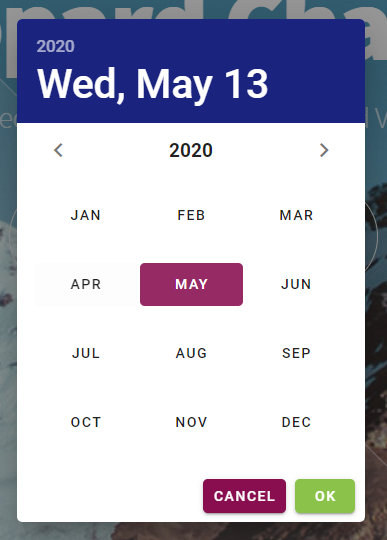 2020
Wed, May 13
2020
JAN FEB MAR
APR MAY JUN
JUL AUG SEP
OCT NOV DEC
CANCEL OK